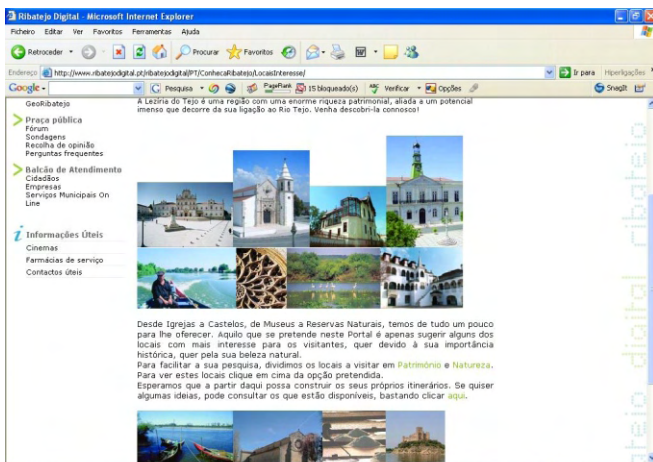 Ribatejo Digital - Microsoft Internet Explorer
Ficheiro Editar Ver Favoritos Ferramentas Ajuda
Retroceder Procurar Favoritos
Endereço http://www.ribatejodigital.pt/ribatejodigital/PT/ConhecaRibatejo/LocaisInteresse/ Ir para Hiperligações
Google Pesquisa PageRank 15 bloqueado(s) Verificar Opções SnagIt
GeoRibatejo
Praça pública
Fórum
Sondagens
Recolha de opinião
Perguntas frequentes
Balcão de Atendimento
Cidadãos
Empresas
Serviços Municipais On
Line
Informações Úteis
Cinemas
Farmácias de serviço
Contactos úteis
A Lezíria do Tejo é uma região com uma enorme riqueza patrimonial, aliada a um potencial
imenso que decorre da sua ligação ao Rio Tejo. Venha descobri-la connosco!
Desde Igrejas a Castelos, de Museus a Reservas Naturais, temos de tudo um pouco
para lhe oferecer. Aquilo que se pretende neste Portal é apenas sugerir alguns dos
locais com mais interesse para os visitantes, quer devido à sua importância
histórica, quer pela sua beleza natural.
Para facilitar a sua pesquisa, dividimos os locais a visitar em Património e Natureza.
Para ver estes locais clique em cima da opção pretendida.
Esperamos que a partir daqui possa construir os seus próprios itinerários. Se quiser
algumas ideias, pode consultar os que estão disponíveis, bastando clicar aqui.
digital